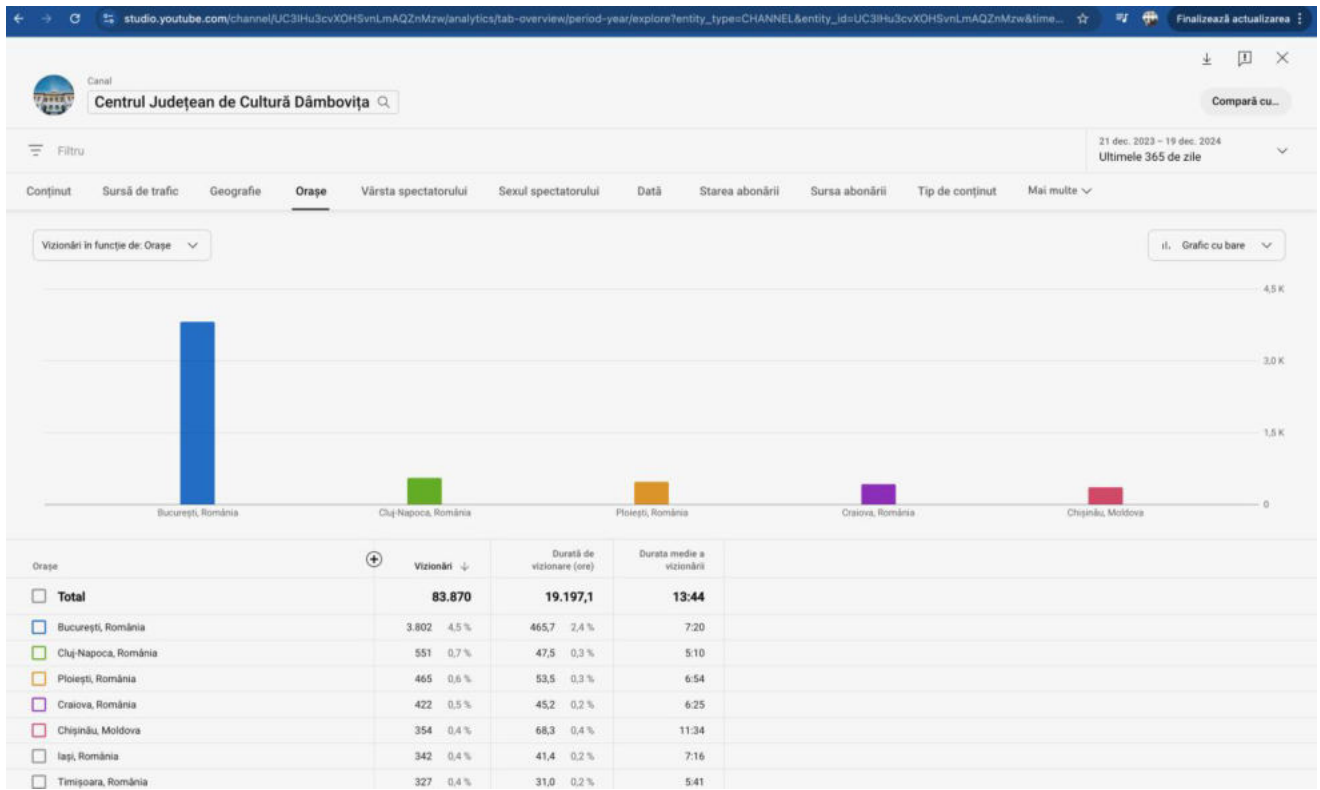 studio.youtube.com/channel/UC3IHu3cvXOHSvnLmAQZnMzw/analytics/tab-overview/period-year/explore?entity_type=CHANNEL&entity_id=UC3IHu3cvXOHSvnLmAQZnMzw&time... Finalizează actualizarea
Canal
Centrul Județean de Cultură Dâmbovița
Compară cu...
Filtru
21 dec. 2023 – 19 dec. 2024
Ultimele 365 de zile
Conținut Sursă de trafic Geografie Orașe Vârsta spectatorului Sexul spectatorului Dată Starea abonării Sursa abonării Tip de conținut Mai multe
Vizionări în funcție de: Orașe Grafic cu bare
4,5 K
3,0 K
1,5 K
0
București, România Cluj-Napoca, România Ploiești, România Craiova, România Chișinău, Moldova
Orașe Vizionări Durată de vizionare (ore) Durata medie a vizionării
Total 83.870 19.197,1 13:44
București, România 3.802 4,5 % 465,7 2,4 % 7:20
Cluj-Napoca, România 551 0,7 % 47,5 0,3 % 5:10
Ploiești, România 465 0,6 % 53,5 0,3 % 6:54
Craiova, România 422 0,5 % 45,2 0,2 % 6:25
Chișinău, Moldova 354 0,4 % 68,3 0,4 % 11:34
Iași, România 342 0,4 % 41,4 0,2 % 7:16
Timișoara, România 327 0,4 % 31,0 0,2 % 5:41